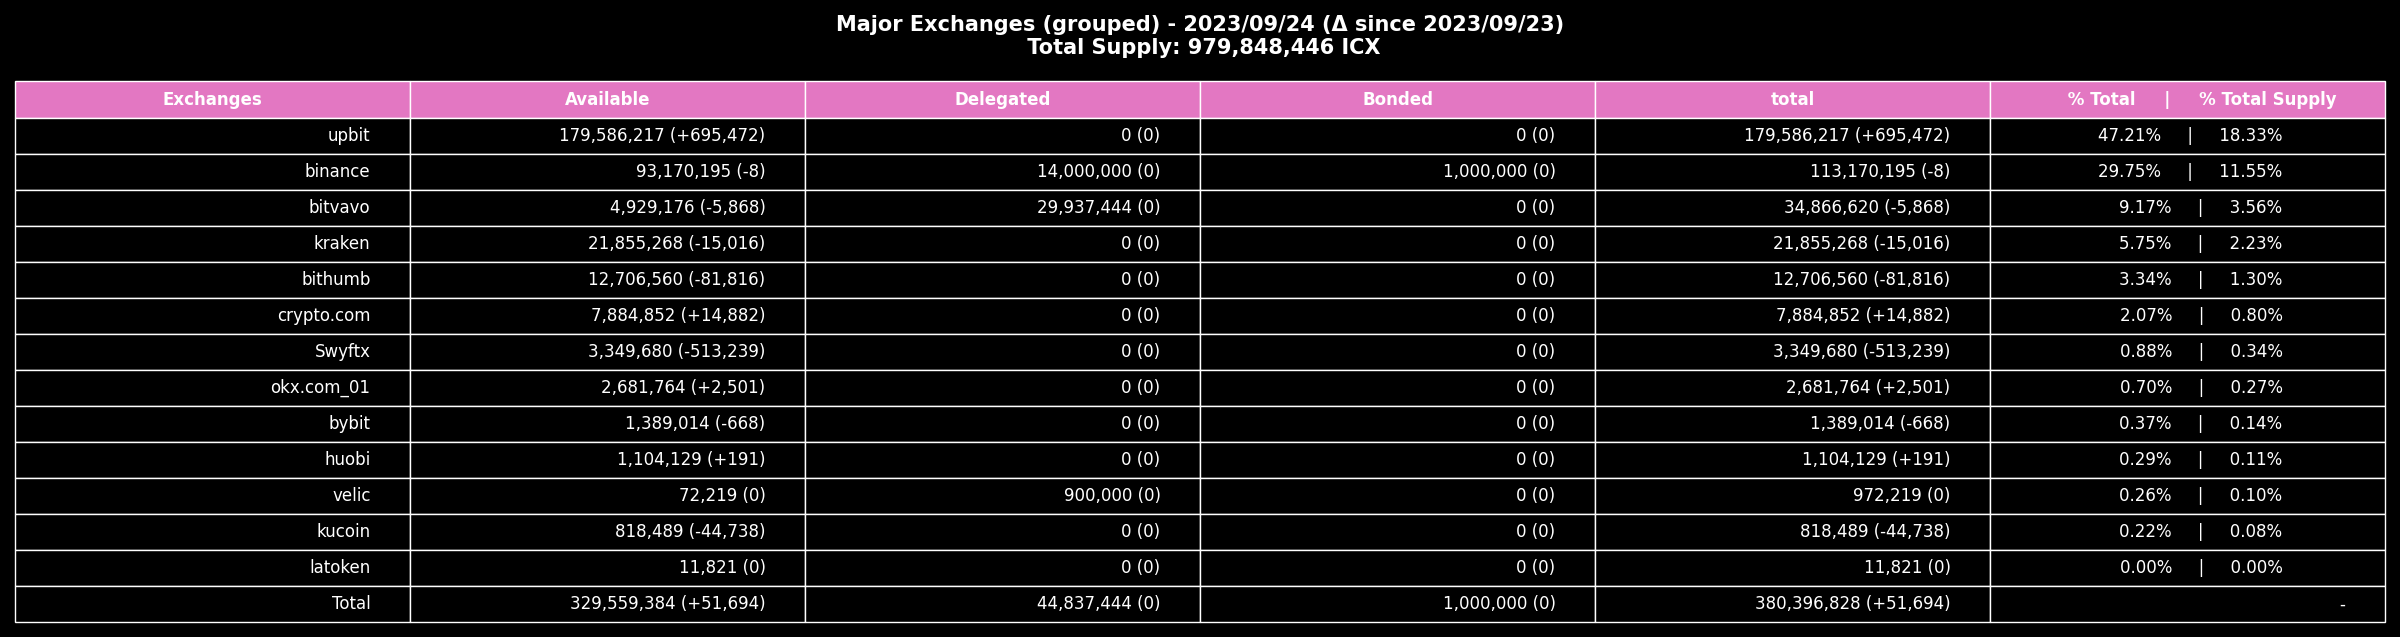 Major Exchanges (grouped) - 2023/09/24 (Δ since 2023/09/23)
Total Supply: 979,848,446 ICX
Exchanges Available Delegated Bonded total % Total | % Total Supply
upbit 179,586,217 (+695,472) 0 (0) 0 (0) 179,586,217 (+695,472) 47.21% | 18.33%
binance 93,170,195 (-8) 14,000,000 (0) 1,000,000 (0) 113,170,195 (-8) 29.75% | 11.55%
bitvavo 4,929,176 (-5,868) 29,937,444 (0) 0 (0) 34,866,620 (-5,868) 9.17% | 3.56%
kraken 21,855,268 (-15,016) 0 (0) 0 (0) 21,855,268 (-15,016) 5.75% | 2.23%
bithumb 12,706,560 (-81,816) 0 (0) 0 (0) 12,706,560 (-81,816) 3.34% | 1.30%
crypto.com 7,884,852 (+14,882) 0 (0) 0 (0) 7,884,852 (+14,882) 2.07% | 0.80%
Swyftx 3,349,680 (-513,239) 0 (0) 0 (0) 3,349,680 (-513,239) 0.88% | 0.34%
okx.com_01 2,681,764 (+2,501) 0 (0) 0 (0) 2,681,764 (+2,501) 0.70% | 0.27%
bybit 1,389,014 (-668) 0 (0) 0 (0) 1,389,014 (-668) 0.37% | 0.14%
huobi 1,104,129 (+191) 0 (0) 0 (0) 1,104,129 (+191) 0.29% | 0.11%
velic 72,219 (0) 900,000 (0) 0 (0) 972,219 (0) 0.26% | 0.10%
kucoin 818,489 (-44,738) 0 (0) 0 (0) 818,489 (-44,738) 0.22% | 0.08%
latoken 11,821 (0) 0 (0) 0 (0) 11,821 (0) 0.00% | 0.00%
Total 329,559,384 (+51,694) 44,837,444 (0) 1,000,000 (0) 380,396,828 (+51,694) -